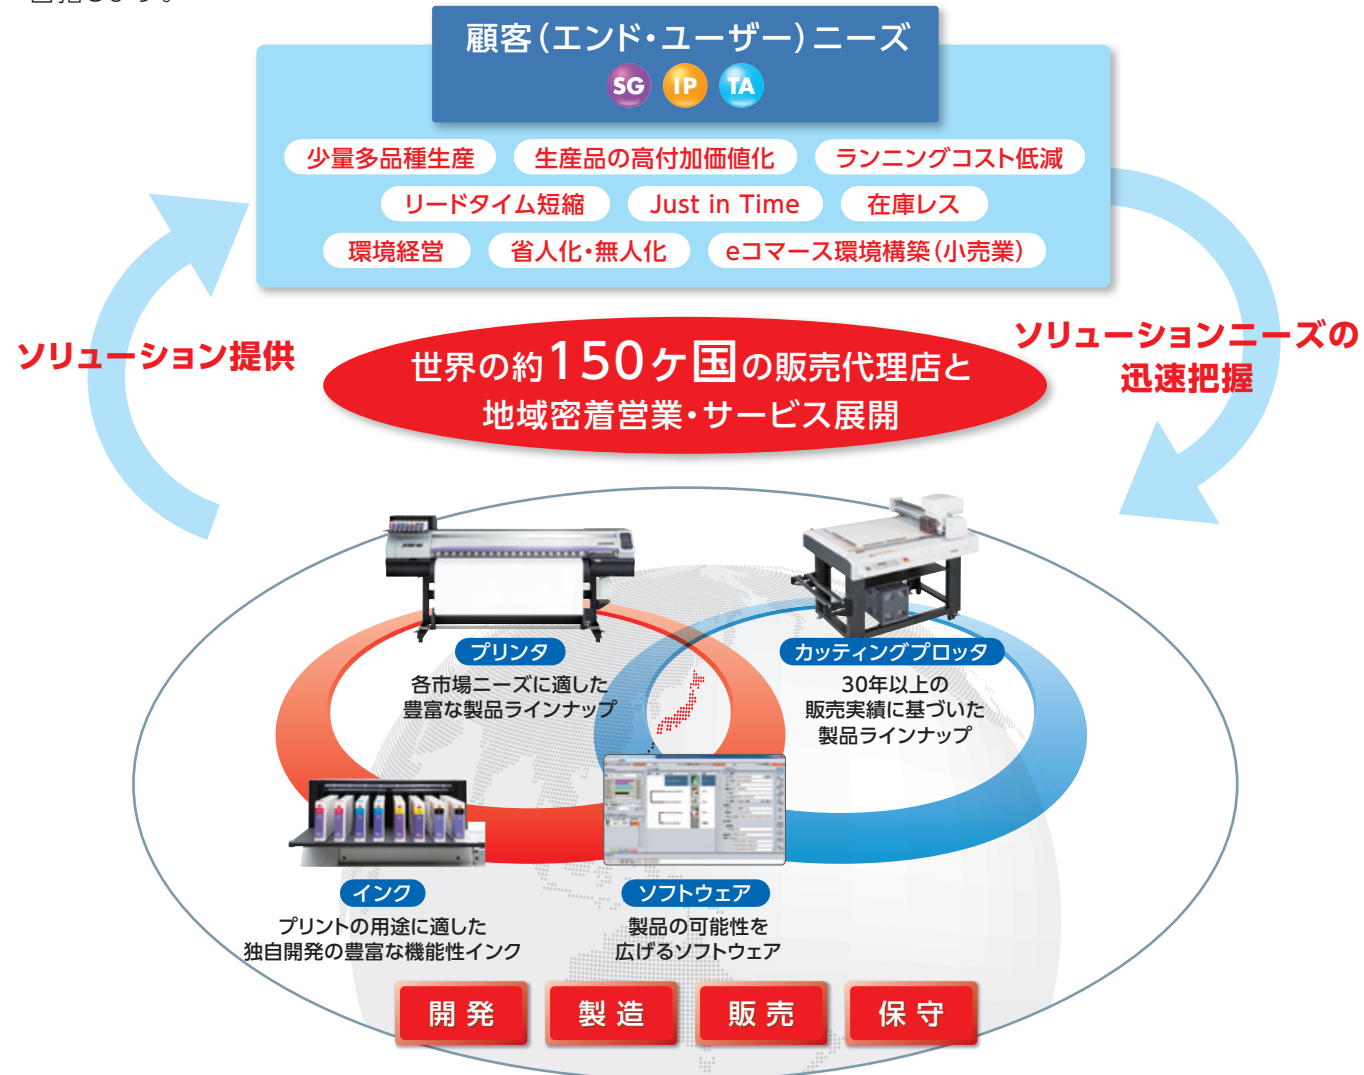 顧客(エンド・ユーザー)ニーズ
SG IP TA
少量多品種生産 生産品の高付加価値化 ランニングコスト低減
リードタイム短縮 Just in Time 在庫レス
環境経営 省人化・無人化 eコマース環境構築(小売業)
ソリューション提供
ソリューションニーズの
迅速把握
世界の約150ヶ国の販売代理店と
地域密着営業・サービス展開
プリンタ
各市場ニーズに適した
豊富な製品ラインナップ
カッティングプロッタ
30年以上の
販売実績に基づいた
製品ラインナップ
インク
プリントの用途に適した
独自開発の豊富な機能性インク
ソフトウェア
製品の可能性を
広げるソフトウェア
開発 製造 販売 保守